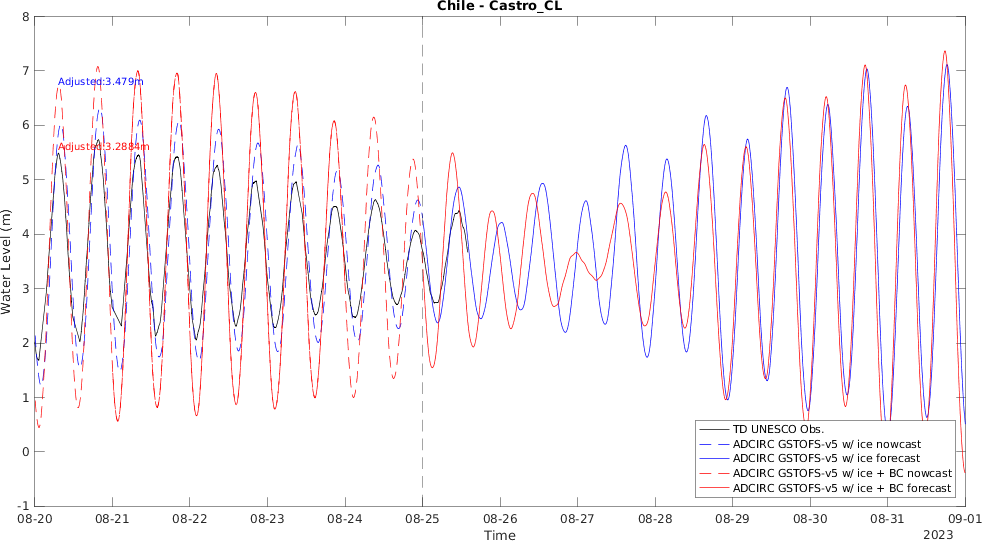 Chile - Castro_CL
8
7
6
5
4
3
2
1
0
-1
Water Level (m)
Adjusted:3.479m
Adjusted:3.2884m
TD UNESCO Obs.
ADCIRC GSTOFS-v5 w/ ice nowcast
ADCIRC GSTOFS-v5 w/ ice forecast
ADCIRC GSTOFS-v5 w/ ice + BC nowcast
ADCIRC GSTOFS-v5 w/ ice + BC forecast
08-20 08-21 08-22 08-23 08-24 08-25 08-26 08-27 08-28 08-29 08-30 08-31 09-01
Time
2023